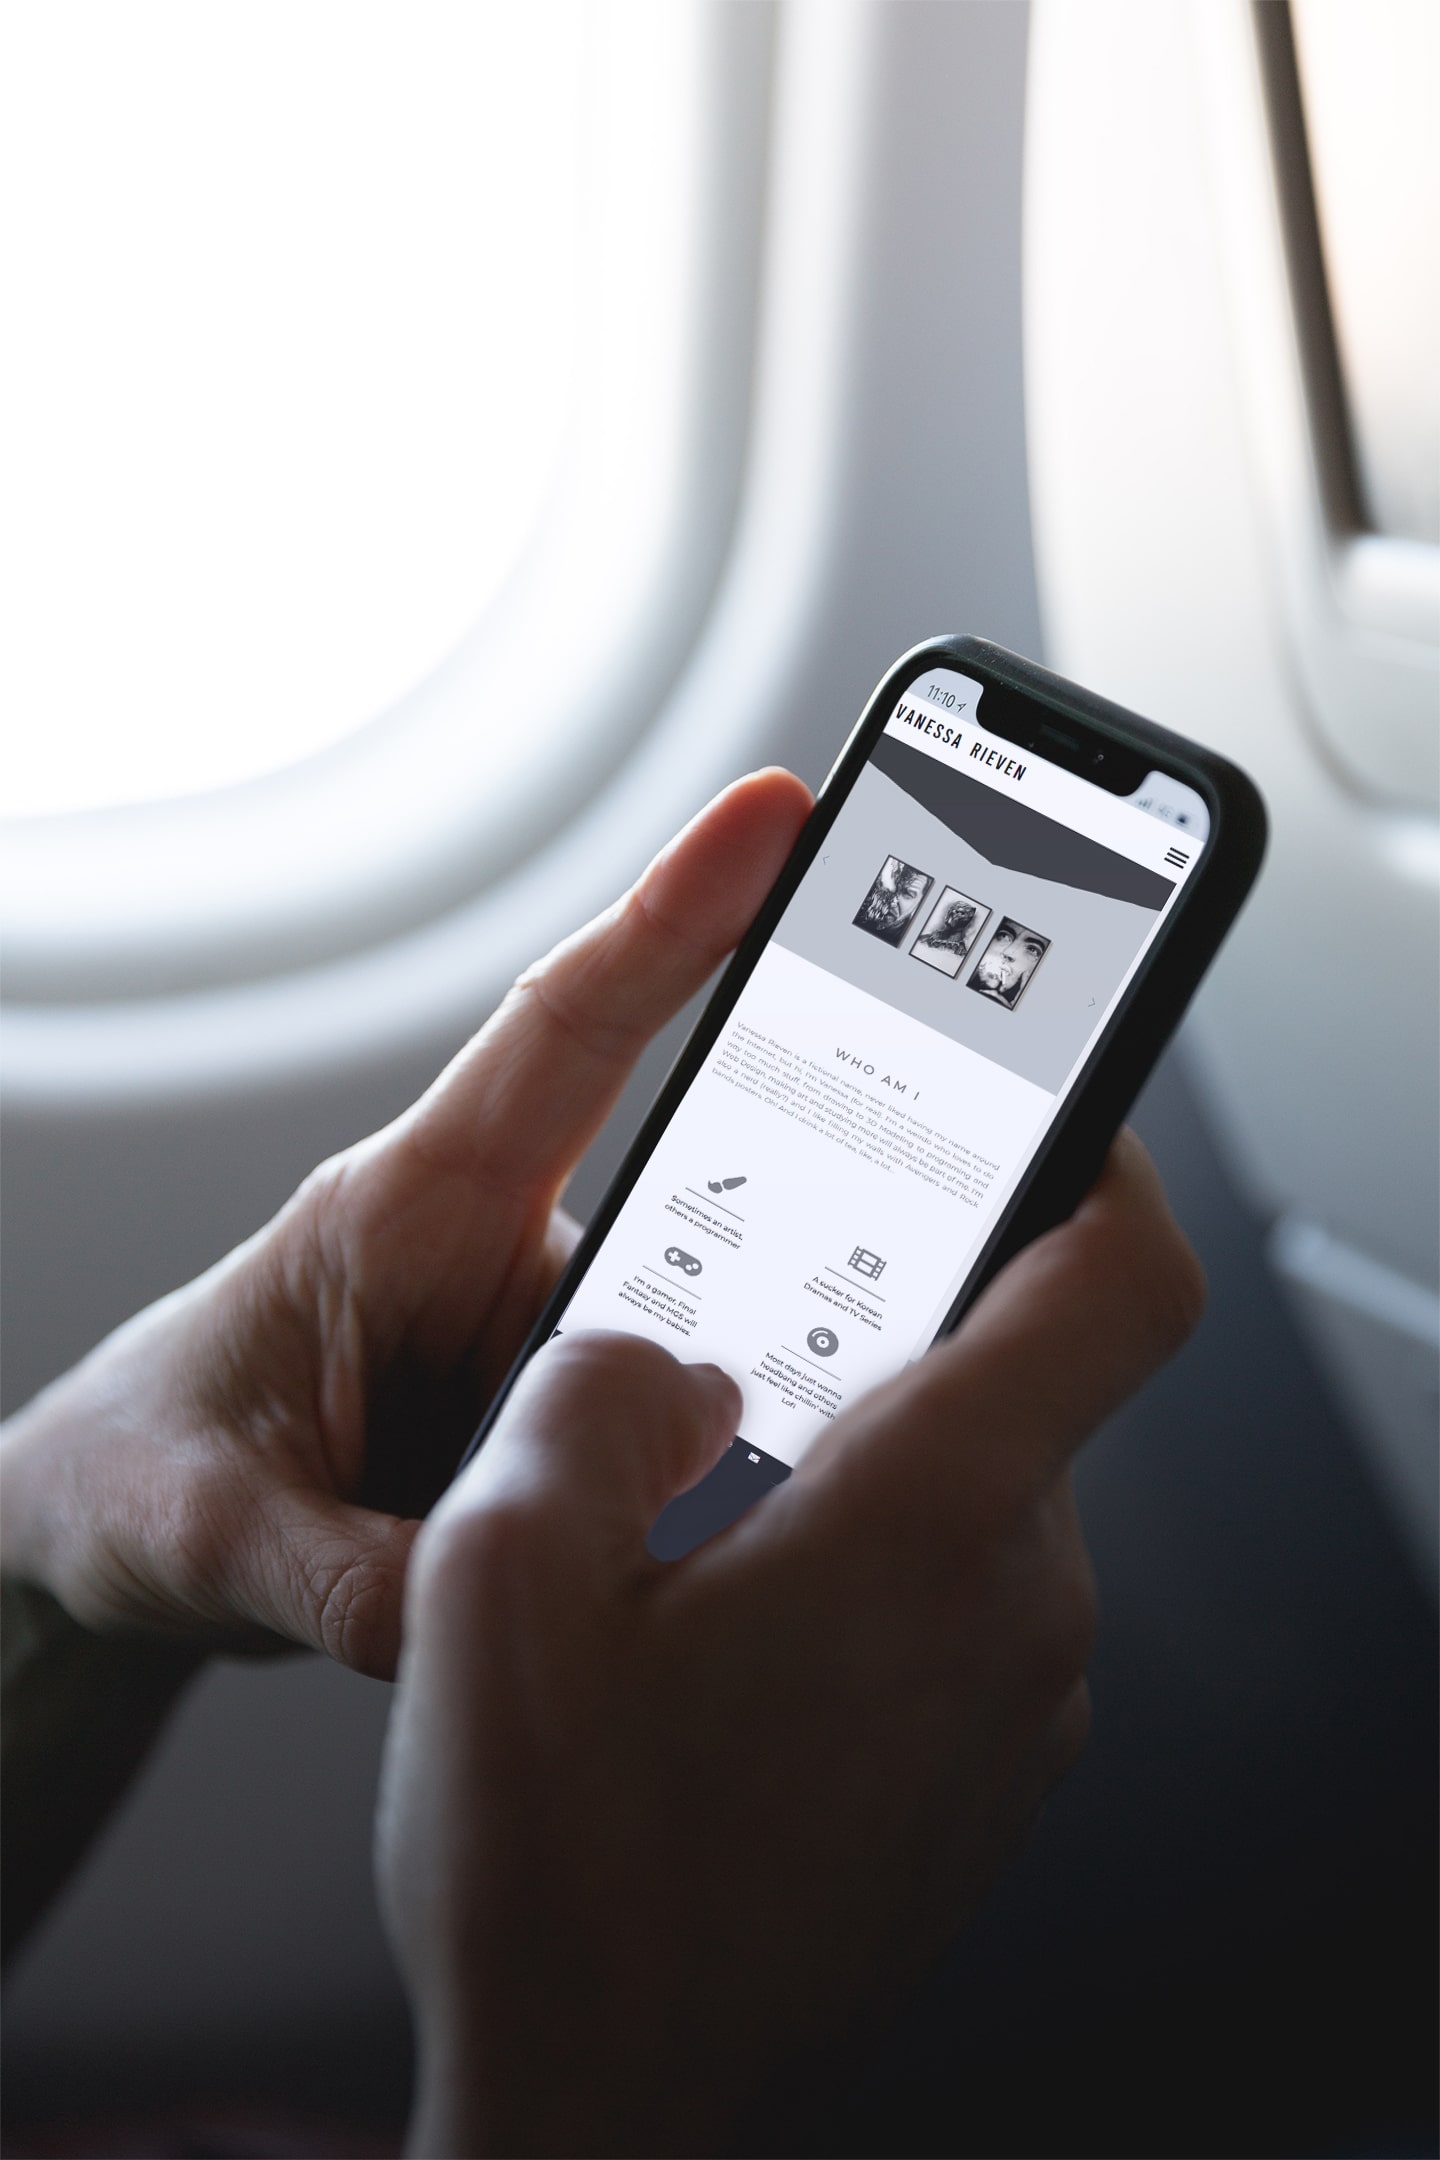 11:10
VANESSA RIEVEN
WHO AM I
Vanessa Rieven is a fictional name, never liked having my name around
the Internet, but hi, I'm Vanessa (for real). I'm a weirdo who loves to do
way too much stuff, from drawing to 3D Modeling to programing and
Web Design, making art and studying more will always be part of me. I'm
also a nerd (really?) and I like filling my walls with Avengers and Rock
bands posters. Oh! And I drink a lot of tea, like, a lot...
Sometimes an artist,
others a programmer
A sucker for Korean
Dramas and TV Series
I'm a gamer, Final
Fantasy and MGS will
always be my babies.
Most days just wanna
headbang and others
just feel like chillin' with
Lofi